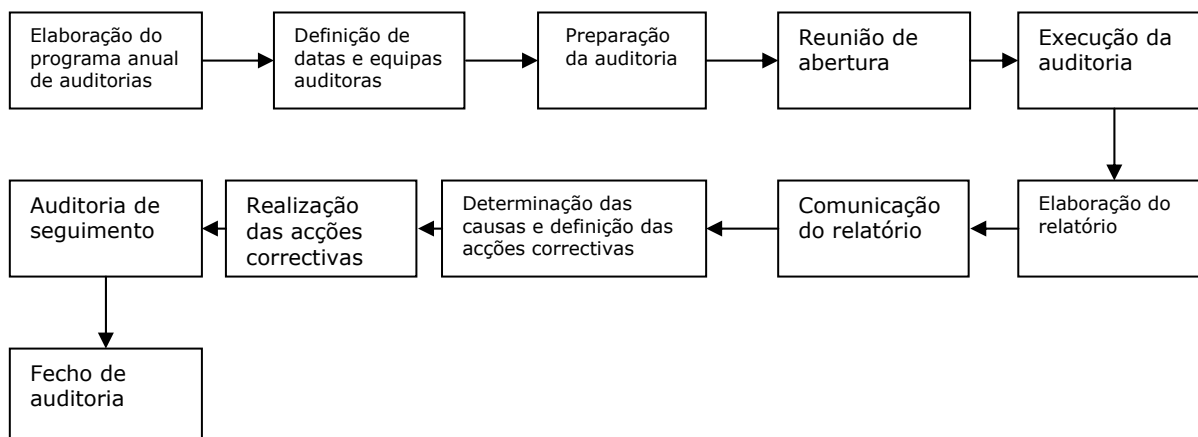 Elaboração do
programa anual
de auditorias
Definição de
datas e equipas
auditoras
Preparação
da auditoria
Reunião de
abertura
Execução da
auditoria
Elaboração do
relatório
Comunicação
do relatório
Determinação das
causas e definição das
acções correctivas
Realização
das acções
correctivas
Auditoria de
seguimento
Fecho de
auditoria